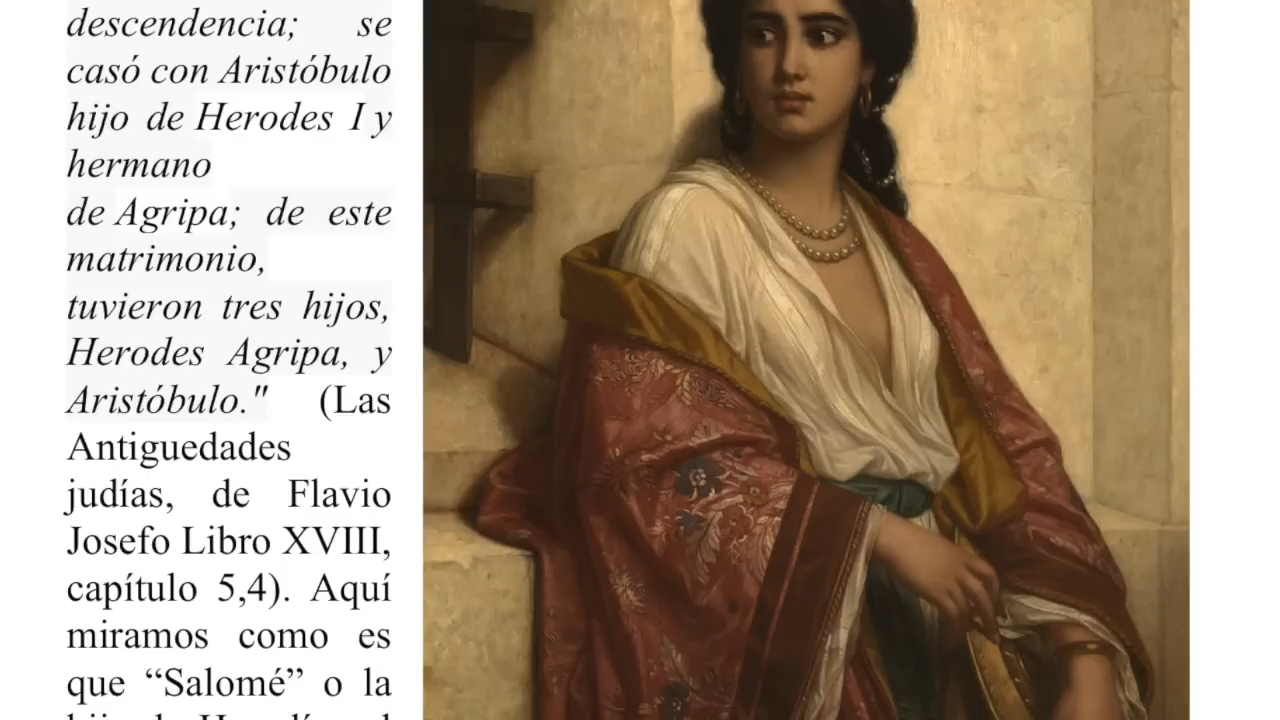 descendencia; se
casó con Aristóbulo
hijo de Herodes I y
hermano
de Agripa; de este
matrimonio,
tuvieron tres hijos,
Herodes Agripa, y
Aristóbulo." (Las
Antiguedades
judías, de Flavio
Josefo Libro XVIII,
capítulo 5,4). Aquí
miramos como es
que “Salomé” o la